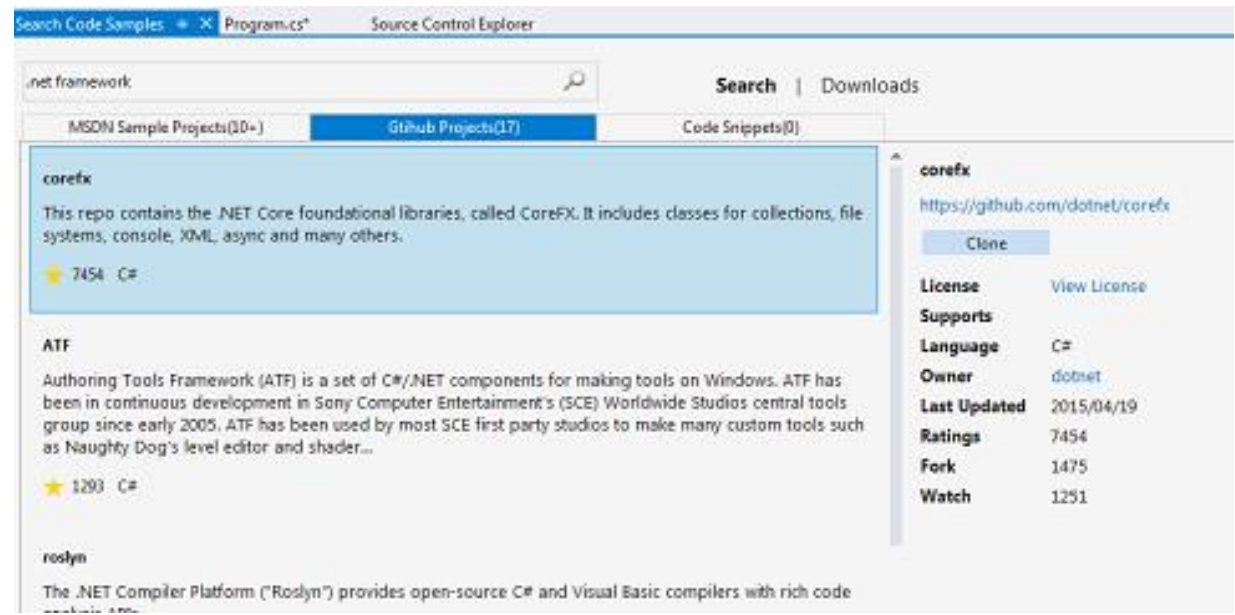 Search Code Samples Program.cs* Source Control Explorer
.net framework
Search | Downloads
MSDN Sample Projects(10+) Gtihub Projects(17) Code Snippets(0)
corefx
This repo contains the .NET Core foundational libraries, called CoreFX. It includes classes for collections, file
systems, console, XML, async and many others.
7454 C#
ATF
Authoring Tools Framework (ATF) is a set of C#/.NET components for making tools on Windows. ATF has
been in continuous development in Sony Computer Entertainment's (SCE) Worldwide Studios central tools
group since early 2005. ATF has been used by most SCE first party studios to make many custom tools such
as Naughty Dog's level editor and shader...
1293 C#
roslyn
The .NET Compiler Platform ("Roslyn") provides open-source C# and Visual Basic compilers with rich code
analysis APIs.
corefx
https://github.com/dotnet/corefx
Clone
License View License
Supports
Language C#
Owner dotnet
Last Updated 2015/04/19
Ratings 7454
Fork 1475
Watch 1251